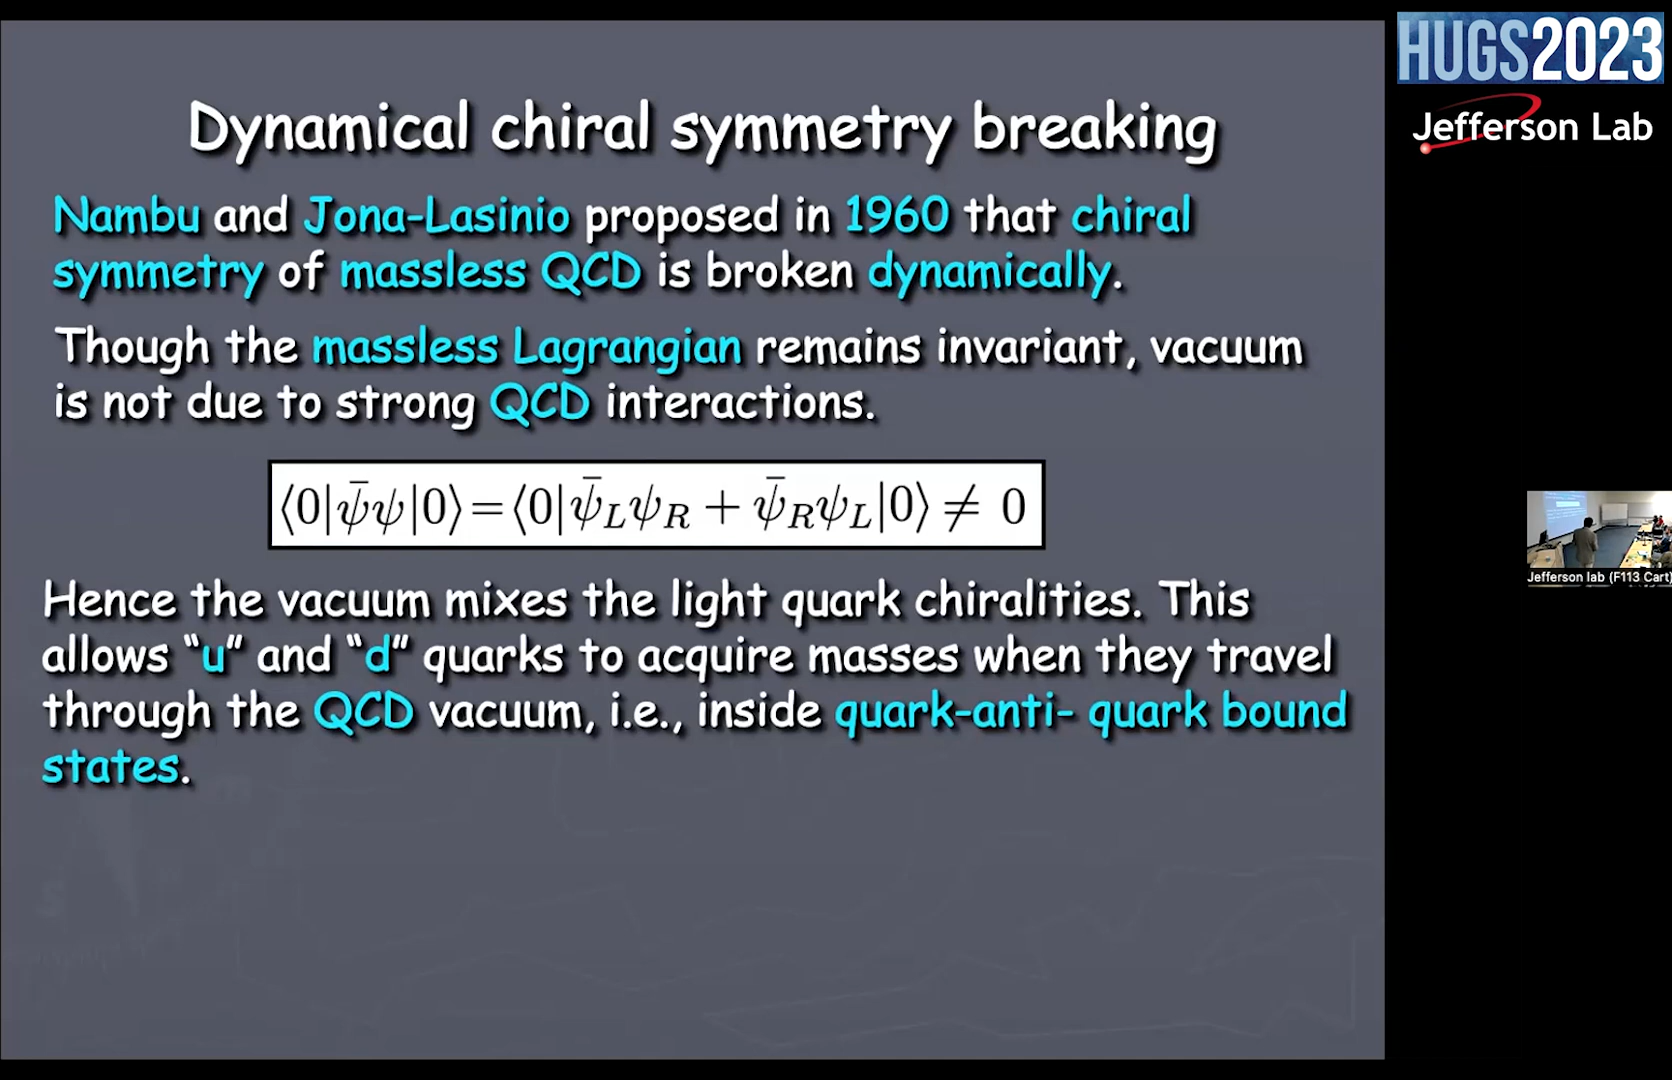 HUGS2023
Jefferson Lab
Dynamical chiral symmetry breaking
Nambu and Jona-Lasinio proposed in 1960 that chiral
symmetry of massless QCD is broken dynamically.
Though the massless Lagrangian remains invariant, vacuum
is not due to strong QCD interactions.
⟨0|ψ̄ψ|0⟩=⟨0|ψ̄_Lψ_R + ψ̄_Rψ_L|0⟩ ≠ 0
Hence the vacuum mixes the light quark chiralities. This
allows “u” and “d” quarks to acquire masses when they travel
through the QCD vacuum, i.e., inside quark-anti- quark bound
states.
Jefferson lab (F113 Cart)